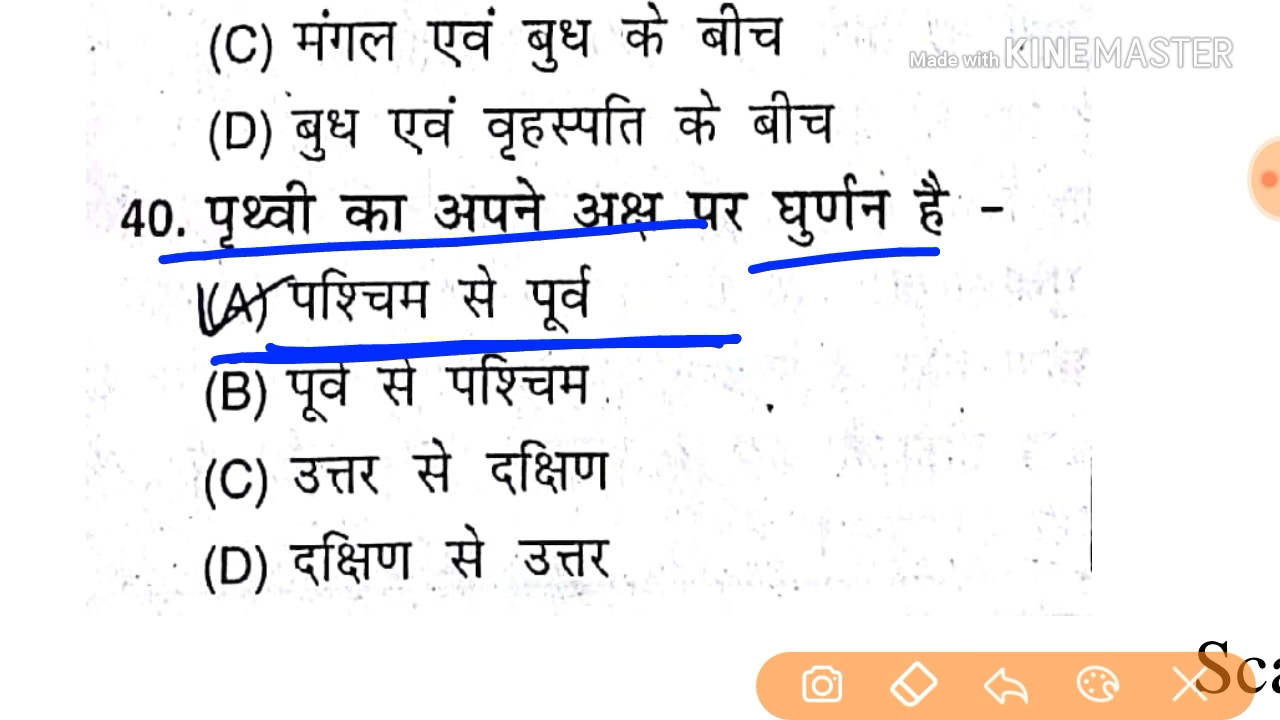 (C) मंगल एवं बुध के बीच
Made with KINEMASTER
(D) बुध एवं वृहस्पति के बीच
40. पृथ्वी का अपने अक्ष पर घुर्णन है -
(A) पश्चिम से पूर्व
(B) पूर्व से पश्चिम
(C) उत्तर से दक्षिण
(D) दक्षिण से उत्तर